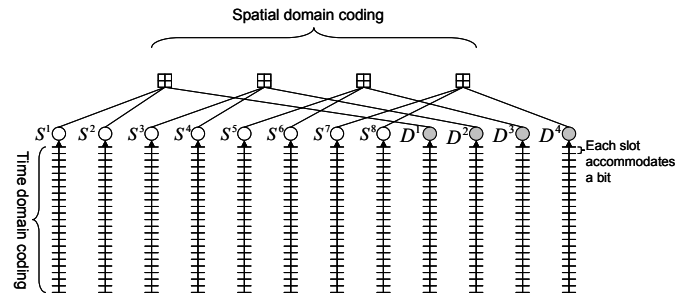 Spatial domain coding
S¹ S² S³ S⁴ S⁵ S⁶ S⁷ S⁸ D¹ D² D³ D⁴
Each slot
accommodates
a bit
Time domain coding